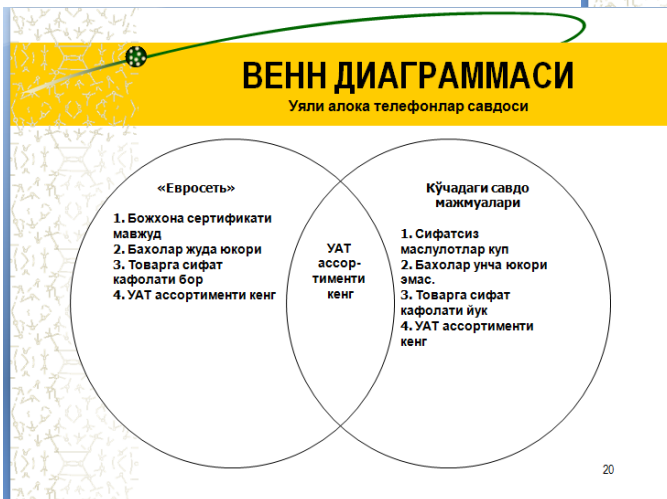 ВЕНН ДИАГРАММАСИ
Уяли алока телефонлар савдоси
«Евросеть»
1. Божхона сертификати
мавжуд
2. Бахолар жуда юкори
3. Товарга сифат
кафолати бор
4. УАТ ассортименти кенг
УАТ
ассор-
тименти
кенг
Кўчадаги савдо
мажмуалари
1. Сифатсиз
маслулотлар куп
2. Бахолар унча юкори
эмас.
3. Товарга сифат
кафолати йук
4. УАТ ассортименти
кенг
20